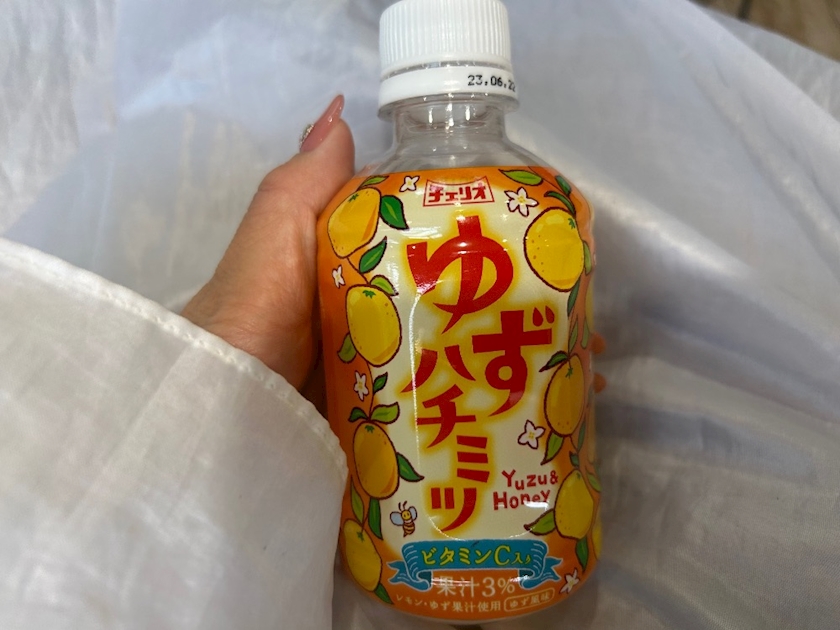 23.06.2
チェリオ
ゆず
ハチミツ
Yuzu&
Honey
ビタミンC入り
果汁3%
レモン・ゆず果汁使用 ゆず風味